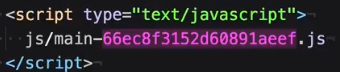 <script type="text/javascript">
js/main-66ec8f3152d60891aeef.js
</script>